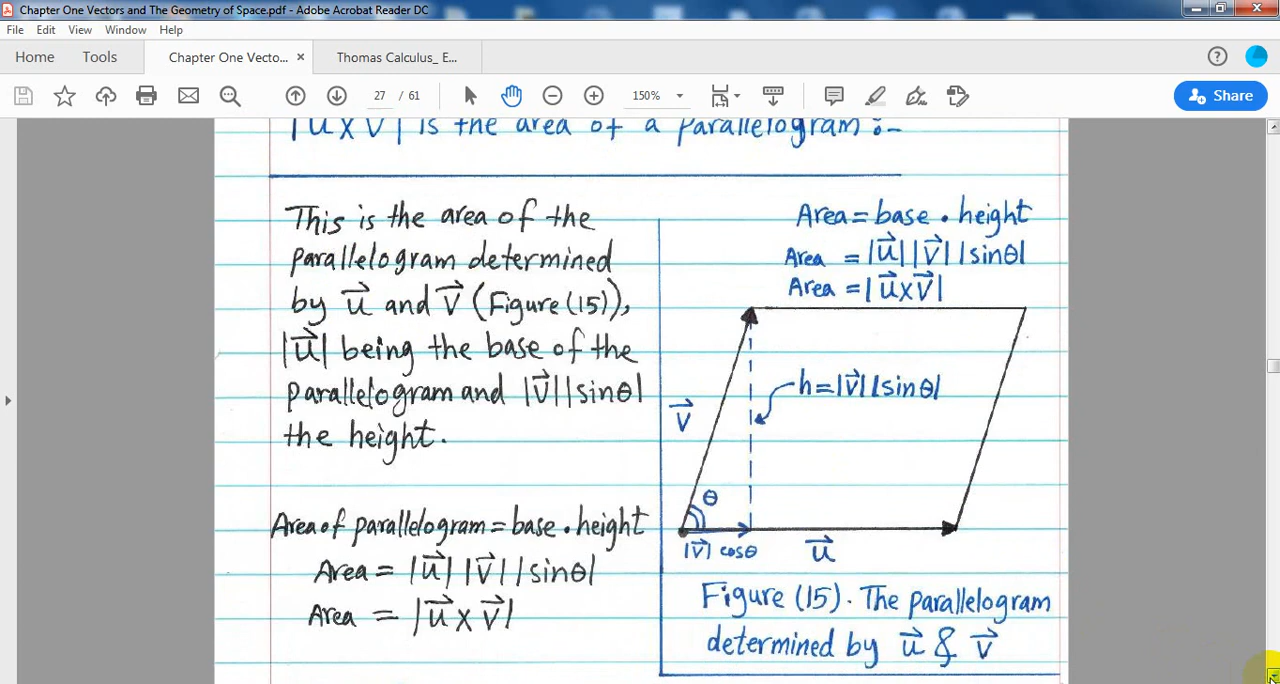 Chapter One Vectors and The Geometry of Space.pdf - Adobe Acrobat Reader DC
File Edit View Window Help
Home Tools Chapter One Vecto... × Thomas Calculus_ E...
27 / 61 150% Share
|u x v| is the area of a parallelogram :-
This is the area of the
parallelogram determined
by u⃗ and v⃗ (Figure (15)),
|u⃗| being the base of the
parallelogram and |v⃗| |sinθ|
the height.
Area of parallelogram = base . height
Area = |u⃗| |v⃗| |sinθ|
Area = |u⃗ x v⃗|
Area = base . height
Area = |u⃗| |v⃗| |sinθ|
Area = |u⃗ x v⃗|
h = |v⃗| |sinθ|
v⃗
θ
|v⃗| cosθ u⃗
Figure (15). The parallelogram
determined by u⃗ & v⃗